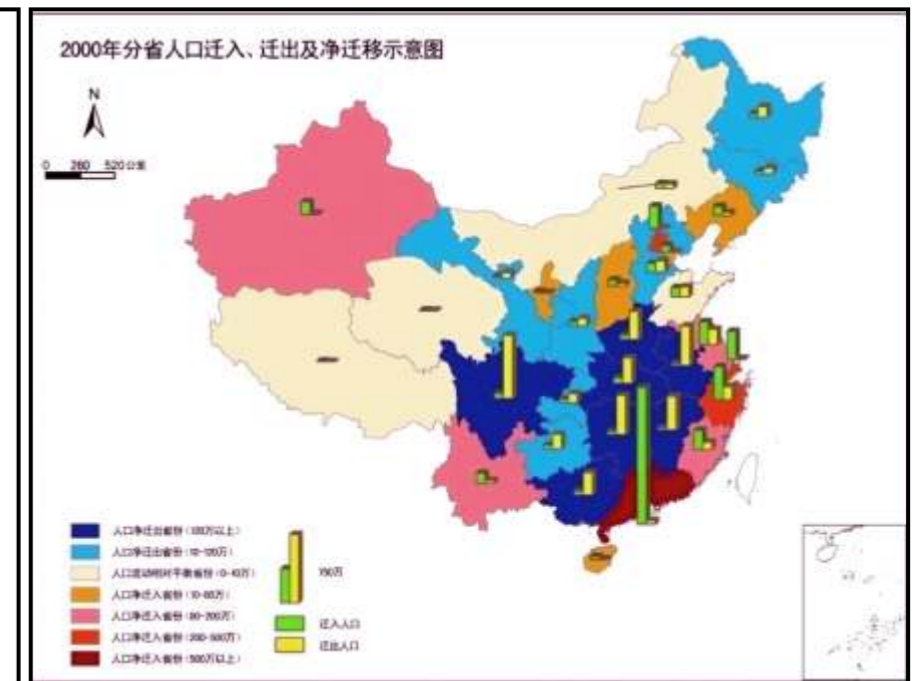 2000年分省人口迁入、迁出及净迁移示意图
N
0 260 520公里
人口净迁出省份(100万以上)
人口净迁出省份(10-100万)
人口流动相对平衡省份(0-10万)
人口净迁入省份(10-80万)
人口净迁入省份(80-200万)
人口净迁入省份(200-500万)
人口净迁入省份(500万以上)
750万
迁入人口
迁出人口